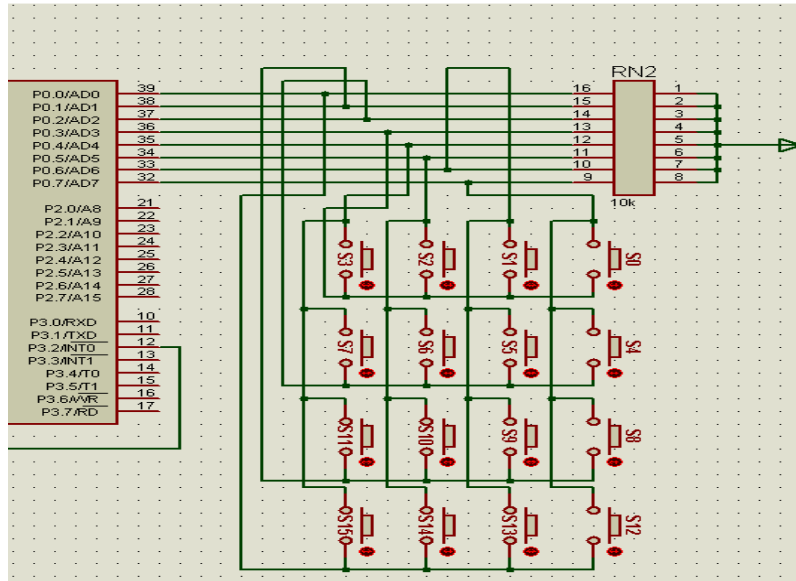 RN2
P0.0/AD0 39 16 1
P0.1/AD1 38 15 2
P0.2/AD2 37 14 3
P0.3/AD3 36 13 4
P0.4/AD4 35 12 5
P0.5/AD5 34 11 6
P0.6/AD6 33 10 7
P0.7/AD7 32 9 8
10k
P2.0/A8 21
P2.1/A9 22
P2.2/A10 23
P2.3/A11 24
P2.4/A12 25
P2.5/A13 26
P2.6/A14 27
P2.7/A15 28
S3 S2 S1 S0
P3.0/RXD 10
P3.1/TXD 11
P3.2/INT0 12
P3.3/INT1 13
P3.4/T0 14
P3.5/T1 15
P3.6/WR 16
P3.7/RD 17
S7 S6 S5 S4
S11 S10 S9 S8
S15 S14 S13 S12